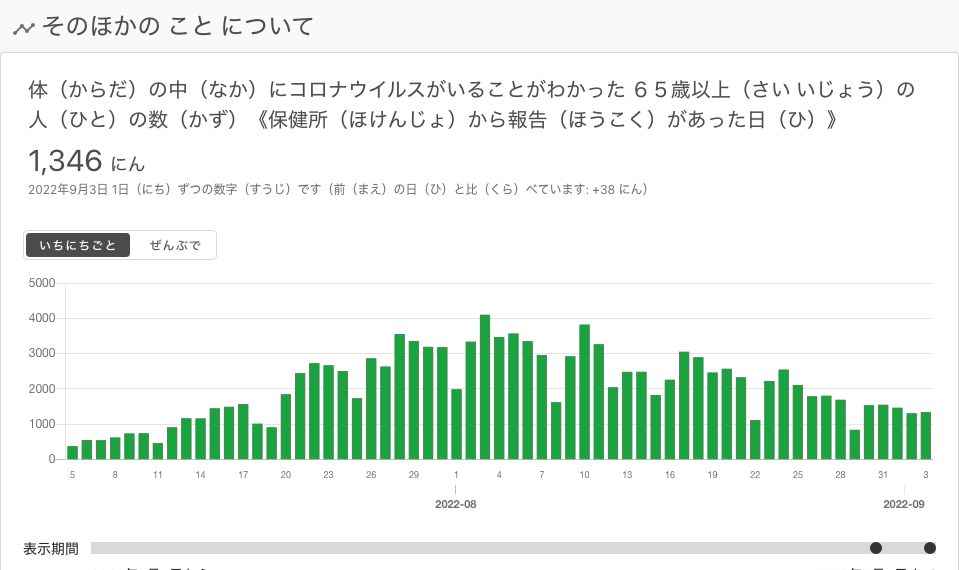 そのほかの こと について
体（からだ）の中（なか）にコロナウイルスがいることがわかった ６５歳以上（さい いじょう）の
人（ひと）の数（かず）《保健所（ほけんじょ）から報告（ほうこく）があった日（ひ）》
1,346 にん
2022年9月3日 1日（にち）ずつの数字（すうじ）です（前（まえ）の日（ひ）と比（くら）べています: +38 にん）
いちにちごと ぜんぶで
5000
4000
3000
2000
1000
0
5 8 11 14 17 20 23 26 29 1 4 7 10 13 16 19 22 25 28 31 3
2022-08 2022-09
表示期間